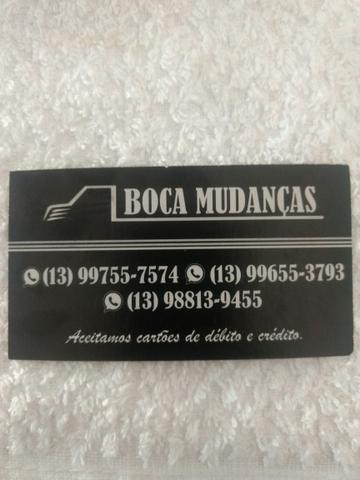 BOCA MUDANÇAS
(13) 99755-7574 (13) 99655-3793
(13) 98813-9455
Aceitamos cartões de débito e crédito.